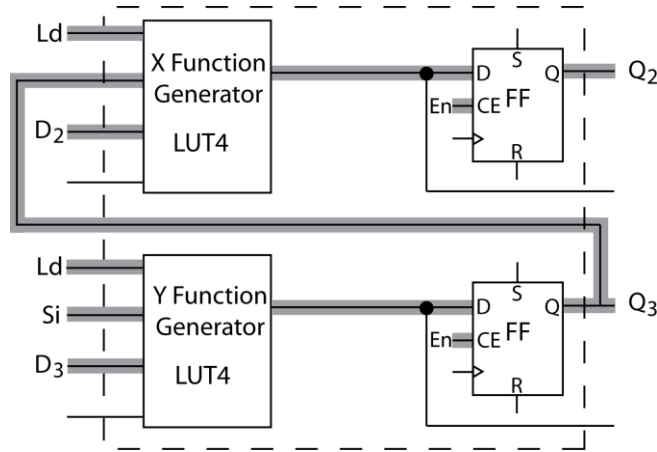 Ld
X Function
Generator
LUT4
D2
D
S
Q
Q2
En
CE
FF
R
Ld
Si
Y Function
Generator
LUT4
D3
D
S
Q
Q3
En
CE
FF
R